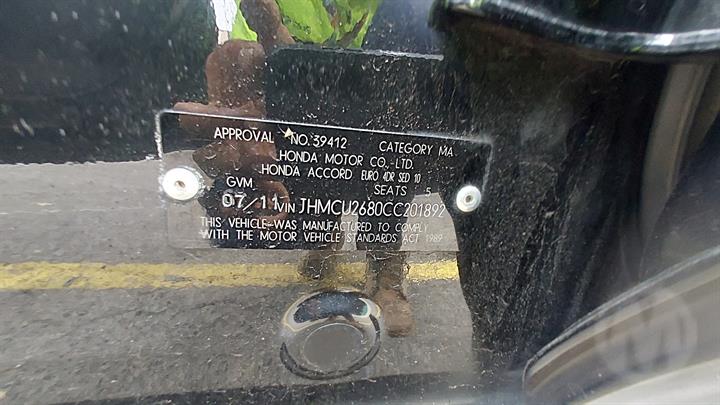 APPROVAL NO. 39412 CATEGORY MA
HONDA MOTOR CO., LTD.
HONDA ACCORD EURO 4DR SED 10
GVM SEATS 5
07/11 VIN JHMCU2680CC201892
THIS VEHICLE WAS MANUFACTURED TO COMPLY
WITH THE MOTOR VEHICLE STANDARDS ACT 1989